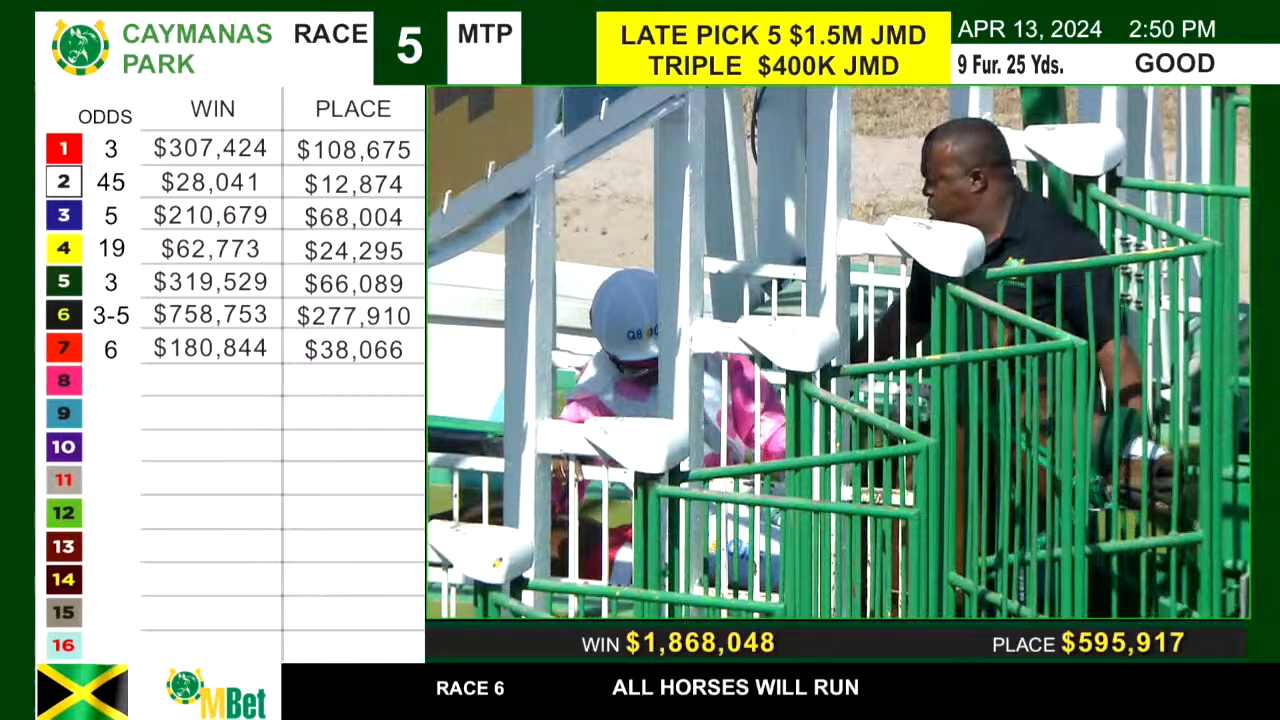 CAYMANAS PARK
RACE 5 MTP
LATE PICK 5 $1.5M JMD
TRIPLE $400K JMD
APR 13, 2024 2:50 PM
9 Fur. 25 Yds. GOOD
ODDS WIN PLACE
1 3 $307,424 $108,675
2 45 $28,041 $12,874
3 5 $210,679 $68,004
4 19 $62,773 $24,295
5 3 $319,529 $66,089
6 3-5 $758,753 $277,910
7 6 $180,844 $38,066
8
9
10
11
12
13
14
15
16
WIN $1,868,048 PLACE $595,917
MBet
RACE 6 ALL HORSES WILL RUN